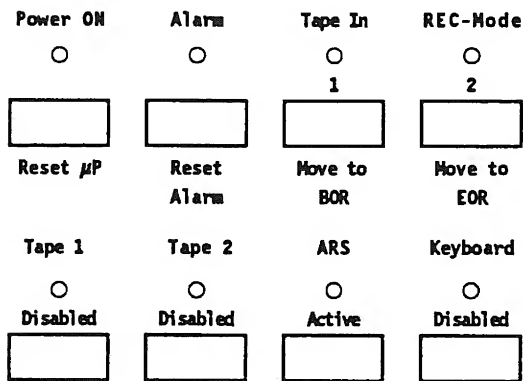 Power ON Alarm Tape In REC-Mode
1 2
Reset µP Reset Move to Move to
Alarm BOR EOR
Tape 1 Tape 2 ARS Keyboard
Disabled Disabled Active Disabled